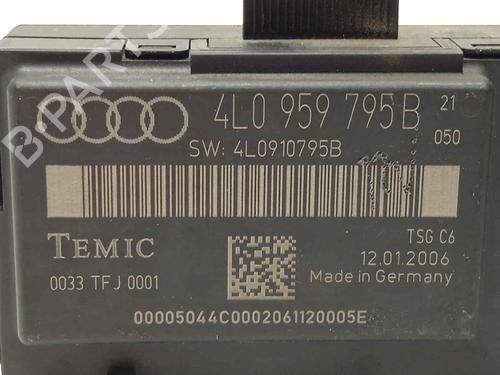 4L0 959 795B 21
050
SW: 4L0910795B
TEMIC
TSG C6
12.01.2006
0033 TFJ 0001
Made in Germany
00005044C0002061120005E
B-PARTS